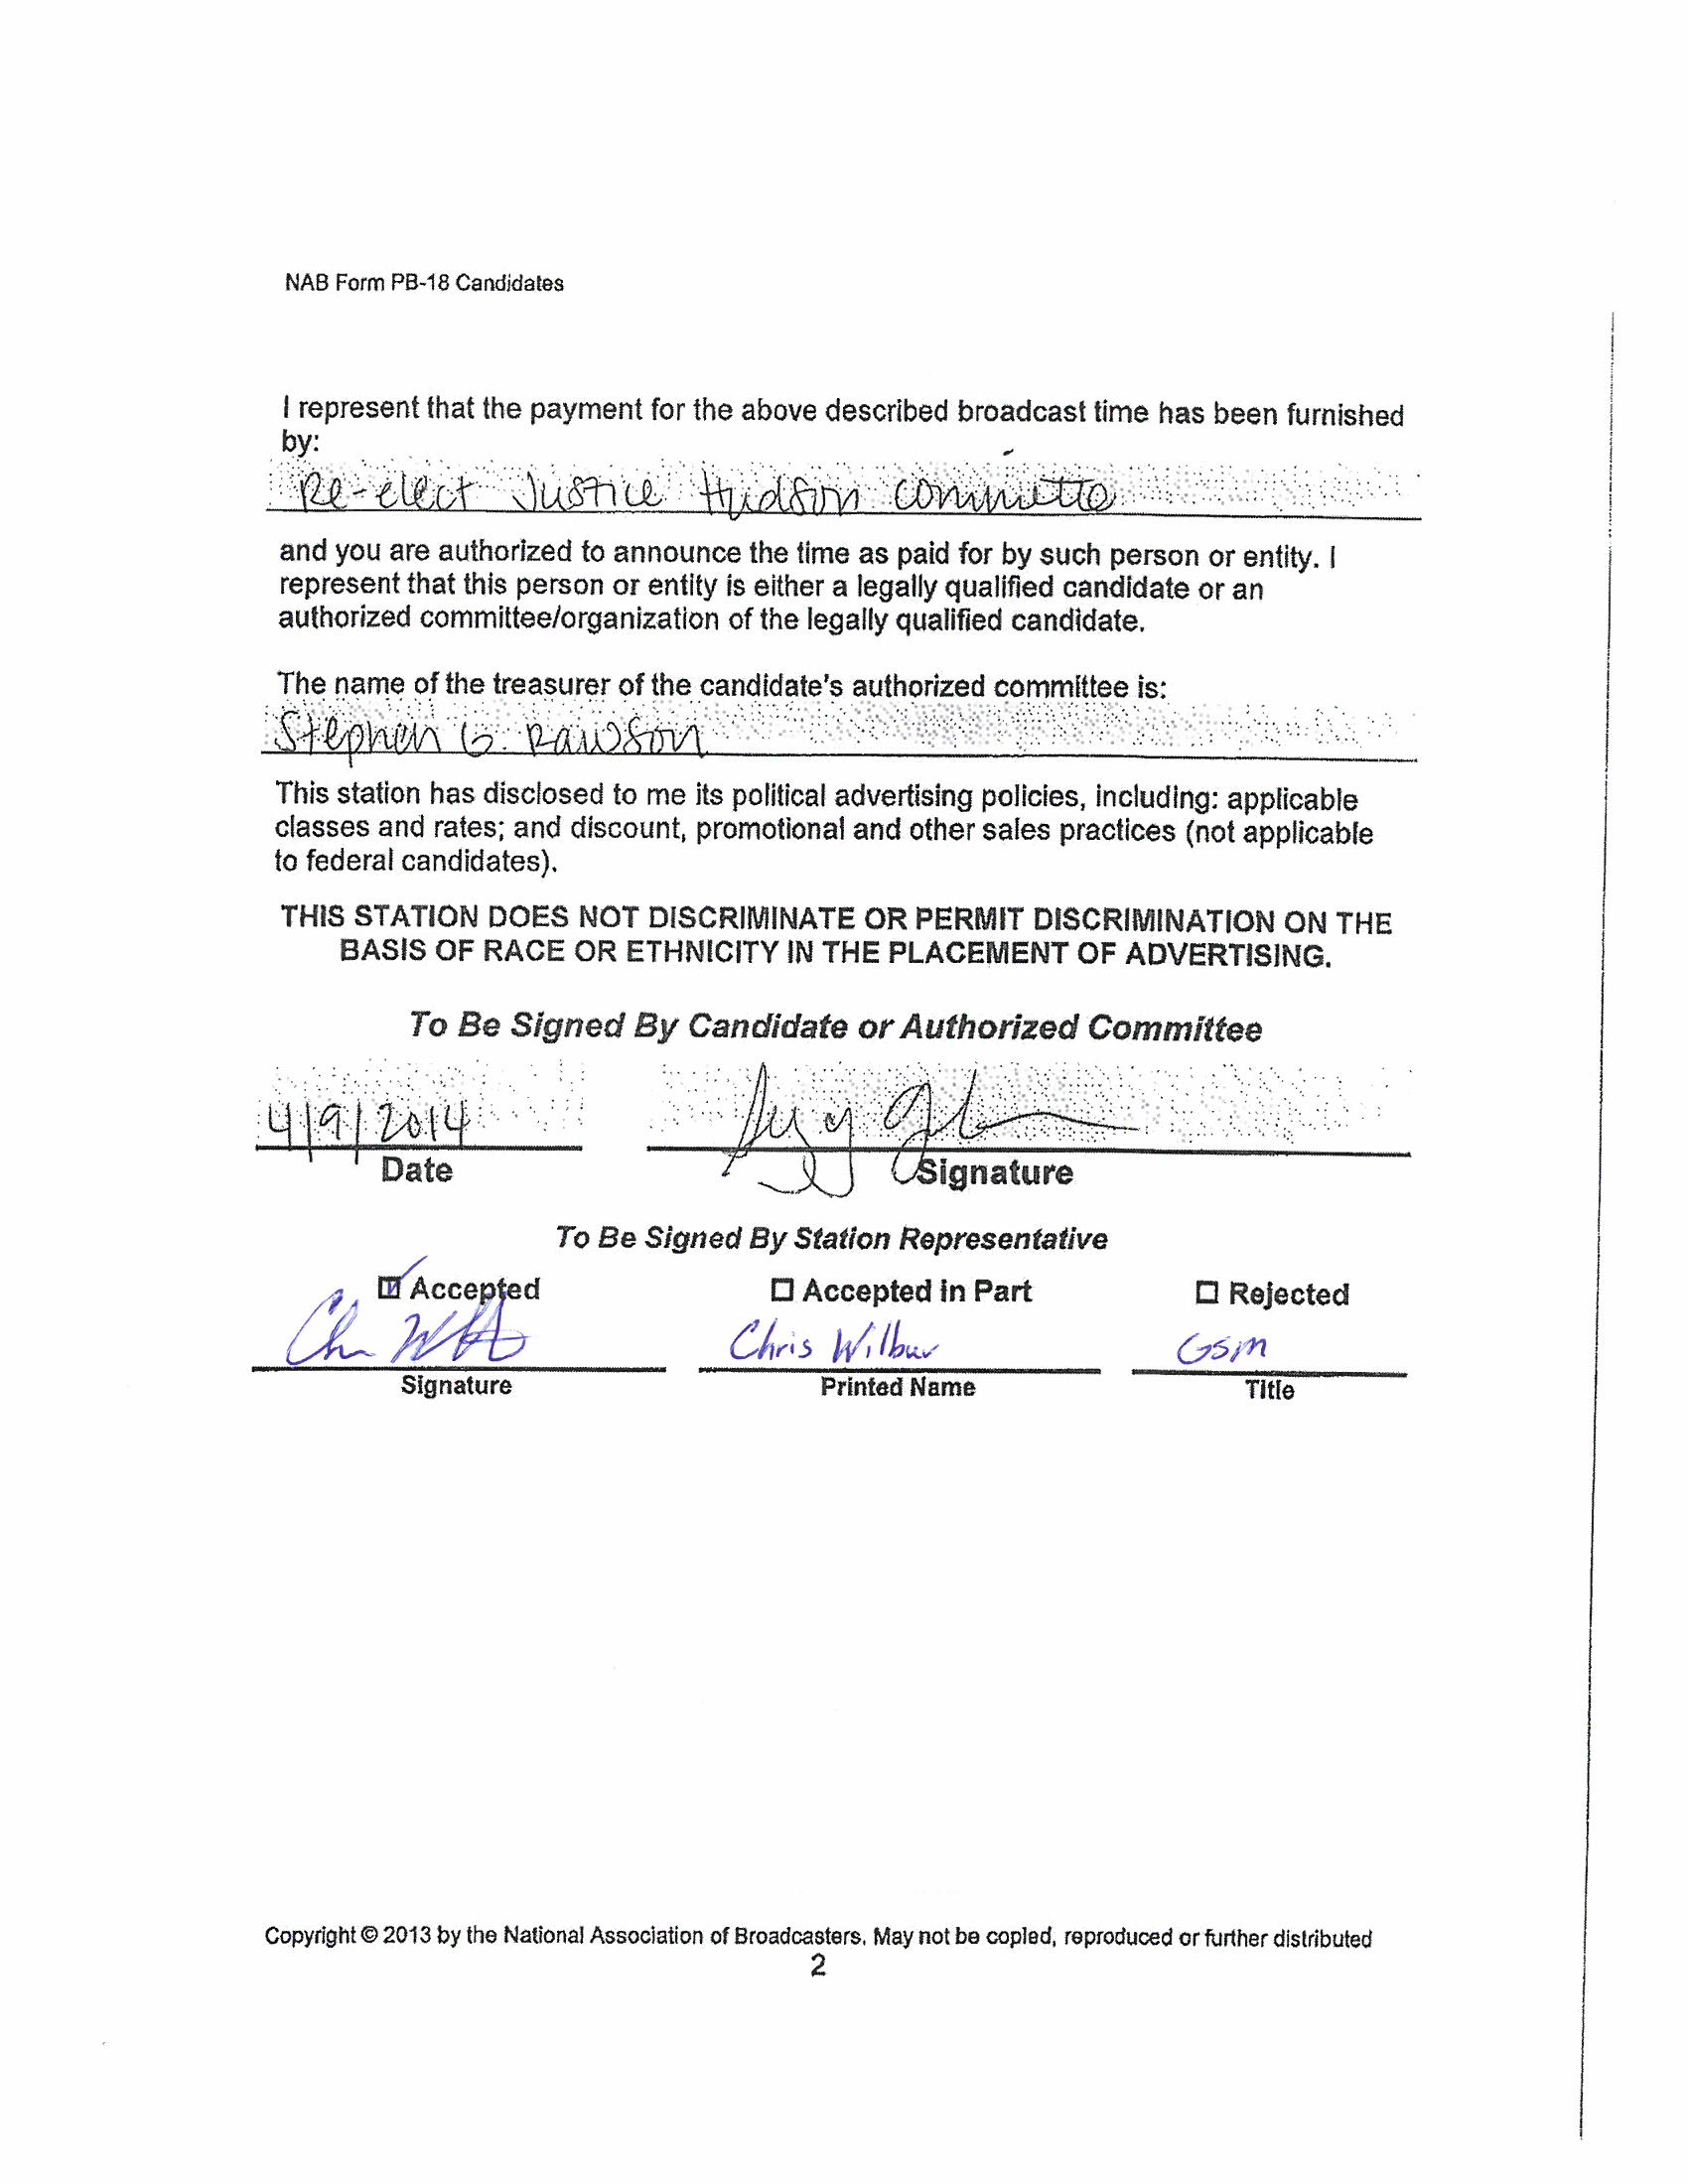 NAB Form PB-18 Candidates
I represent that the payment for the above described broadcast time has been furnished
by:
Re-elect Justice Hudson committe
and you are authorized to announce the time as paid for by such person or entity. I
represent that this person or entity is either a legally qualified candidate or an
authorized committee/organization of the legally qualified candidate.
The name of the treasurer of the candidate's authorized committee is:
Stephen G. Rawson
This station has disclosed to me its political advertising policies, including: applicable
classes and rates; and discount, promotional and other sales practices (not applicable
to federal candidates).
THIS STATION DOES NOT DISCRIMINATE OR PERMIT DISCRIMINATION ON THE
BASIS OF RACE OR ETHNICITY IN THE PLACEMENT OF ADVERTISING.
To Be Signed By Candidate or Authorized Committee
4/9/2014
Date Signature
To Be Signed By Station Representative
Accepted Accepted in Part Rejected
Chris Wilbur GSM
Signature Printed Name Title
Copyright © 2013 by the National Association of Broadcasters. May not be copied, reproduced or further distributed
2